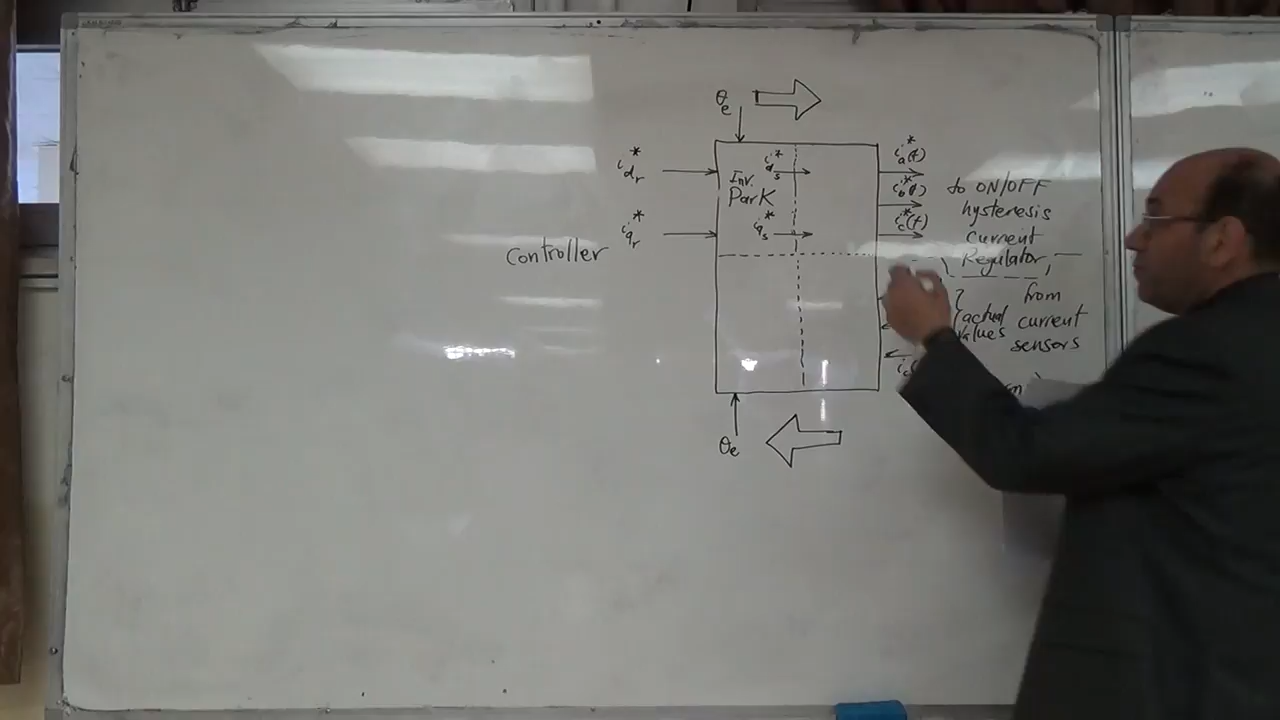 θe
i*dr
i*qr
Controller
Inv.
Park
i*ds
i*qs
i*a(t)
i*b(t)
i*c(t)
to ON/OFF
hysteresis
current
Regulator
from
(actual current
values sensors
θe